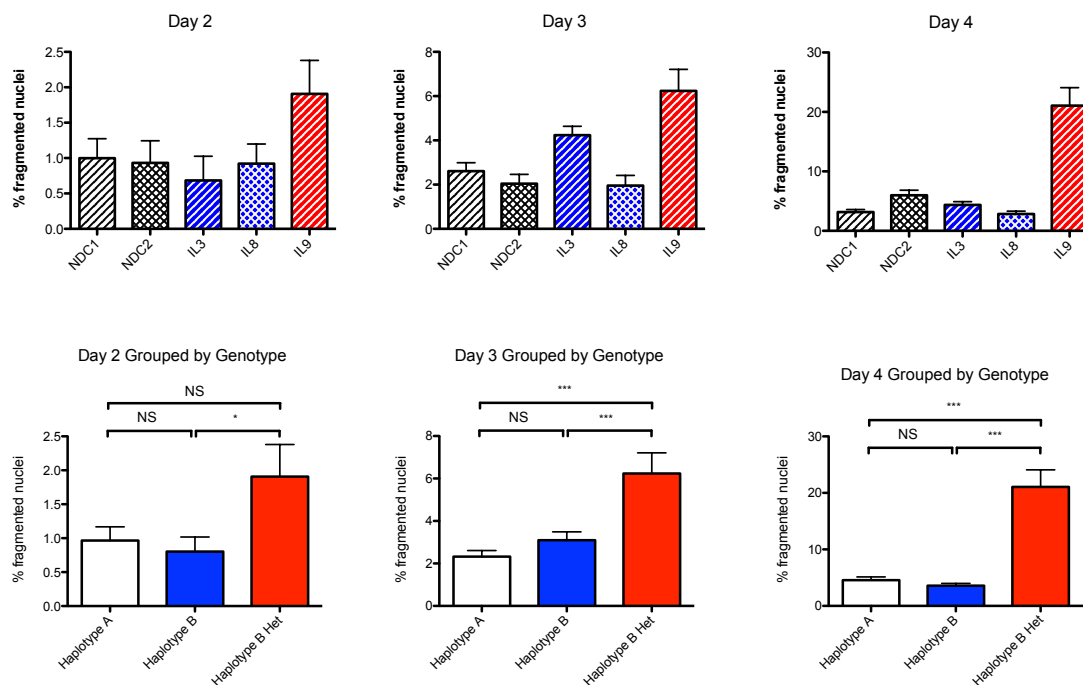 Day 2
% fragmented nuclei
2.5
2.0
1.5
1.0
0.5
0.0
NDC1
NDC2
IL3
IL8
IL9
Day 3
% fragmented nuclei
8
6
4
2
0
NDC1
NDC2
IL3
IL8
IL9
Day 4
% fragmented nuclei
30
20
10
0
NDC1
NDC2
IL3
IL8
IL9
Day 2 Grouped by Genotype
NS
NS
*
% fragmented nuclei
2.5
2.0
1.5
1.0
0.5
0.0
Haplotype A
Haplotype B
Haplotype B Het
Day 3 Grouped by Genotype
***
NS
***
% fragmented nuclei
8
6
4
2
0
Haplotype A
Haplotype B
Haplotype B Het
Day 4 Grouped by Genotype
***
NS
***
% fragmented nuclei
30
20
10
0
Haplotype A
Haplotype B
Haplotype B Het